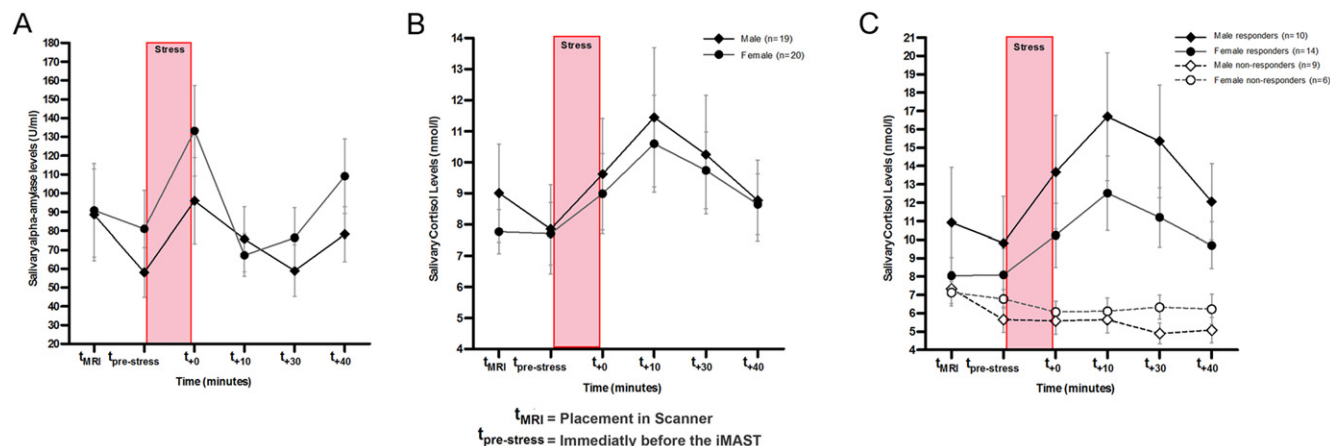 A
Salivaryalpha-amylase levels (U/ml)
180
170
160
150
140
130
120
110
100
90
80
70
60
50
40
30
20
Stress
tMRI tpre-stress t+0 t+10 t+30 t+40
Time (minutes)
B
Salivary Cortisol Levels (nmol/l)
14
13
12
11
10
9
8
7
6
5
4
Stress
Male (n=19)
Female (n=20)
tMRI tpre-stress t+0 t+10 t+30 t+40
Time (minutes)
tMRI = Placement in Scanner
tpre-stress = Immediatly before the iMAST
C
Salivary Cortisol Levels (nmol/l)
21
20
19
18
17
16
15
14
13
12
11
10
9
8
7
6
5
4
Stress
Male responders (n=10)
Female responders (n=14)
Male non-responders (n=9)
Female non-responders (n=6)
tMRI tpre-stress t+0 t+10 t+30 t+40
Time (minutes)